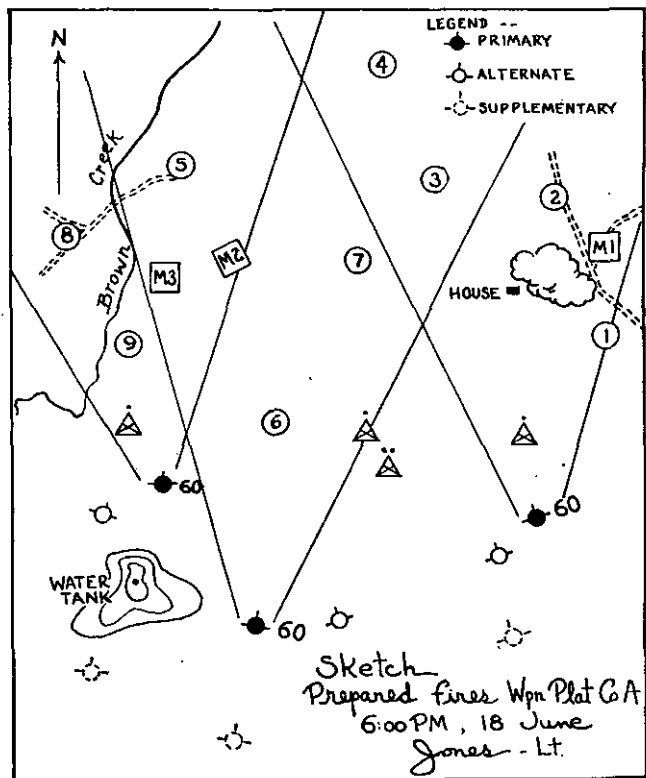 LEGEND --
PRIMARY
ALTERNATE
SUPPLEMENTARY
N
4
5
3
2
8
Creek
Brown
M2
M1
M3
7
HOUSE
1
9
6
60
60
WATER
TANK
60
Sketch
Prepared fires Wpn Plat Co A
6:00 PM, 18 June
Jones - Lt.